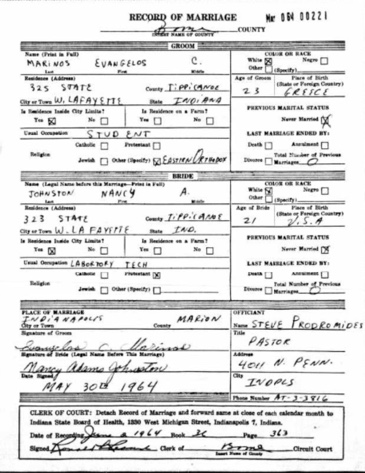 RECORD OF MARRIAGE Mar 064 00221
Boone COUNTY
(INSERT NAME OF COUNTY)
GROOM
Name (Print in Full) COLOR OR RACE
MARINOS EVANGELOS C. White ☒ Negro ☐
Last First Middle Other ☐ (Specify)
Residence (Address) Age of Groom Place of Birth
325 STATE County TIPPICANOE (State or Foreign Country)
23 GREECE
City or Town W. LAFAYETTE State INDIANA
Is Residence Inside City Limits? Is Residence on a Farm? PREVIOUS MARITAL STATUS
Yes ☒ No ☐ Yes ☐ No ☐ Never Married ☒
Usual Occupation STUDENT LAST MARRIAGE ENDED BY:
Catholic ☐ Protestant ☐ Death ☐ Annulment ☐
Religion Total Number of Previous
Jewish ☐ Other (Specify) ☒ EASTERN ORTHODOX Divorce ☐ Marriages
BRIDE
Name (Legal Name before this Marriage—Print in Full) COLOR OR RACE
JOHNSTON NANCY A. White ☒ Negro ☐
Last First Middle Other ☐ (Specify)
Residence (Address) Age of Bride Place of Birth
323 STATE County TIPPICANOE (State or Foreign Country)
21 U.S.A
City or Town W. LA FAYETTE State IND.
Is Residence Inside City Limits? Is Residence on a Farm? PREVIOUS MARITAL STATUS
Yes ☒ No ☐ Yes ☐ No ☐ Never Married ☒
Usual Occupation LABORTORY TECH LAST MARRIAGE ENDED BY:
Catholic ☐ Protestant ☒ Death ☐ Annulment ☐
Religion Total Number of Previous
Jewish ☐ Other (Specify) ☐ Divorce ☐ Marriages 0
PLACE OF MARRIAGE OFFICIANT
INDIANAPOLIS MARION
City or Town County Name STEVE PRODROMIDES
Signature of Groom Title
Evangelos C. Marinos PASTOR
Signature of Bride (Legal Name Before This Marriage) Address
Nancy Adams Johnston 4011 N. PENN.
Date Signed City
MAY 30th 1964 INDPLS
Phone Number AT-3-3816
CLERK OF COURT: Detach Record of Marriage and forward same at close of each calendar month to
Indiana State Board of Health, 1330 West Michigan Street, Indianapolis 7, Indiana.
Date of Recording June 2 1964 Book 36 Page 363
Signed Clerk of Boone Circuit Court
Insert Name of County